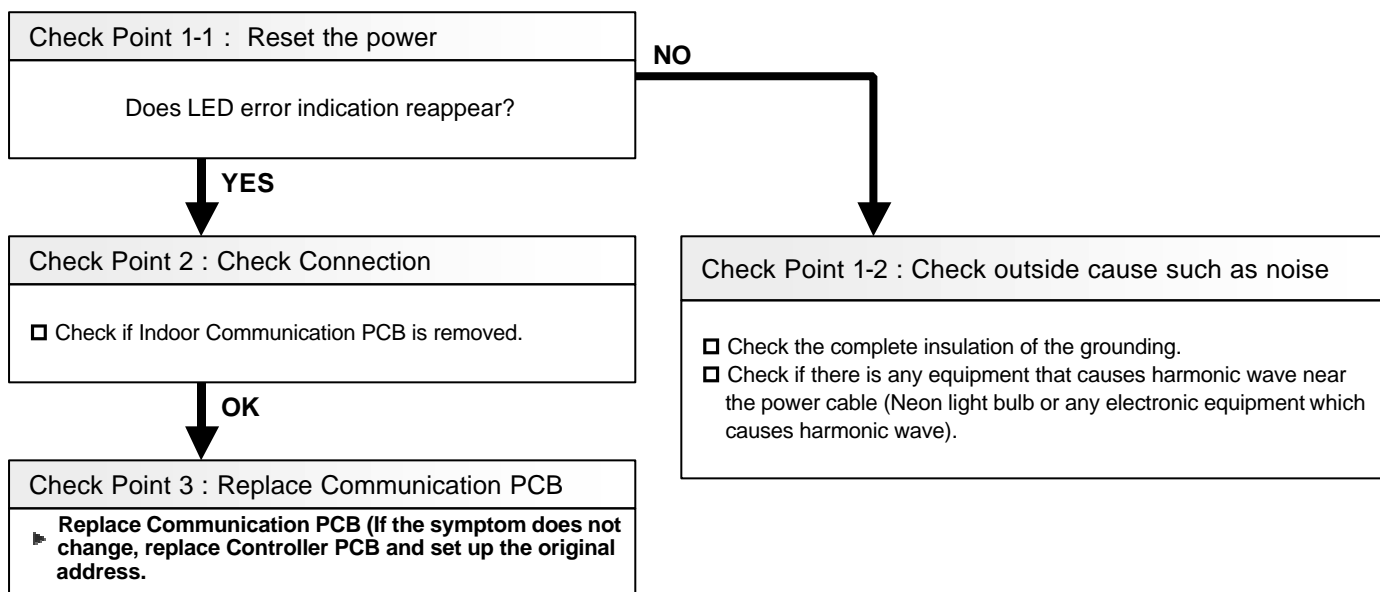 Check Point 1-1 : Reset the power
Does LED error indication reappear?
NO
YES
Check Point 2 : Check Connection
Check if Indoor Communication PCB is removed.
OK
Check Point 3 : Replace Communication PCB
Replace Communication PCB (If the symptom does not
change, replace Controller PCB and set up the original
address.
Check Point 1-2 : Check outside cause such as noise
Check the complete insulation of the grounding.
Check if there is any equipment that causes harmonic wave near
the power cable (Neon light bulb or any electronic equipment which
causes harmonic wave).